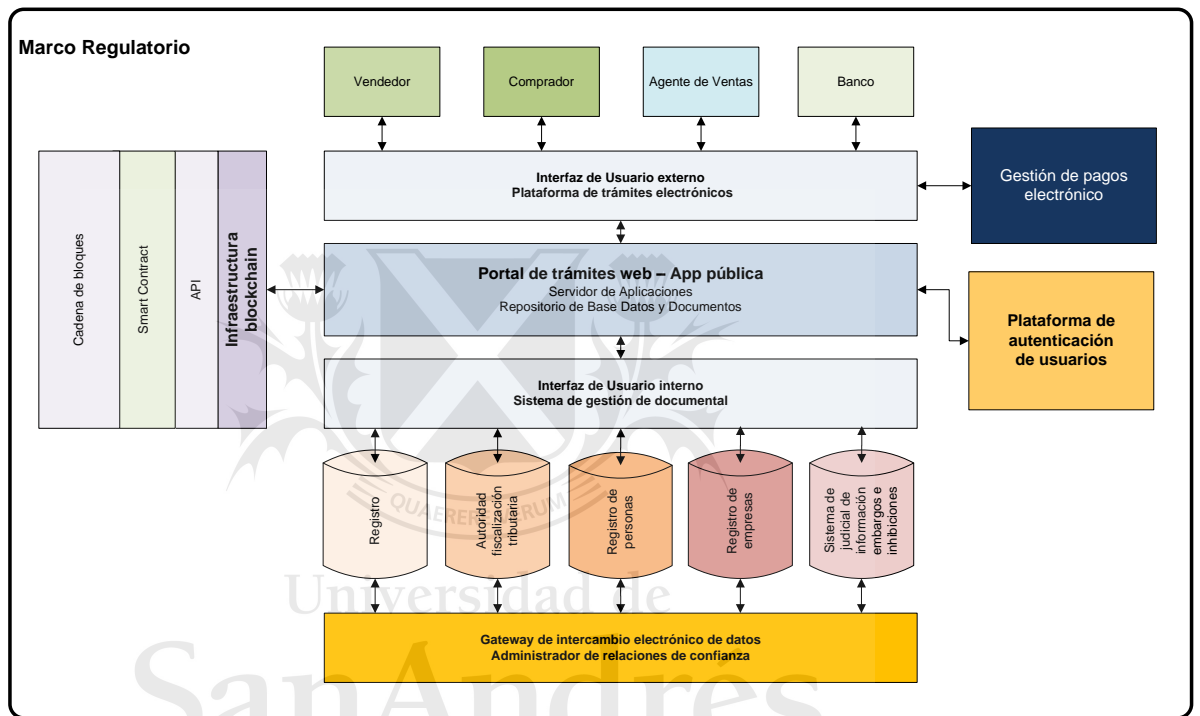 Marco Regulatorio
Vendedor
Comprador
Agente de Ventas
Banco
Interfaz de Usuario externo
Plataforma de trámites electrónicos
Gestión de pagos
electrónico
Cadena de bloques
Smart Contract
API
Infraestructura
blockchain
Portal de trámites web – App pública
Servidor de Aplicaciones
Repositorio de Base Datos y Documentos
Plataforma de
autenticación
de usuarios
Interfaz de Usuario interno
Sistema de gestión de documental
Registro
Autoridad
fiscalización
tributaria
Registro de
personas
Registro de
empresas
Sistema de
judicial de
información
embargos e
inhibiciones
QUAERERE VERUM
Universidad de
SanAndrés
Gateway de intercambio electrónico de datos
Administrador de relaciones de confianza